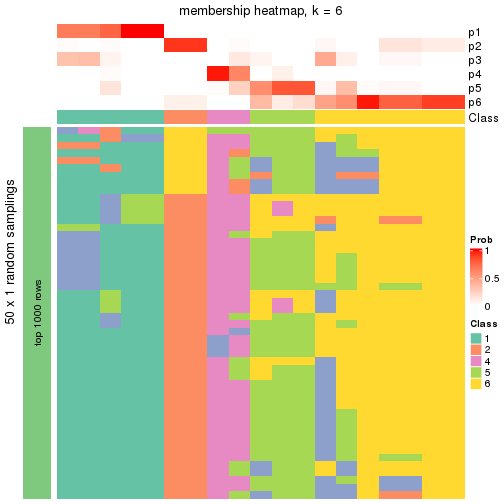 membership heatmap, k = 6
p1
p2
p3
p4
p5
p6
Class
50 x 1 random samplings
top 1000 rows
Prob
1
0.5
0
Class
1
2
4
5
6